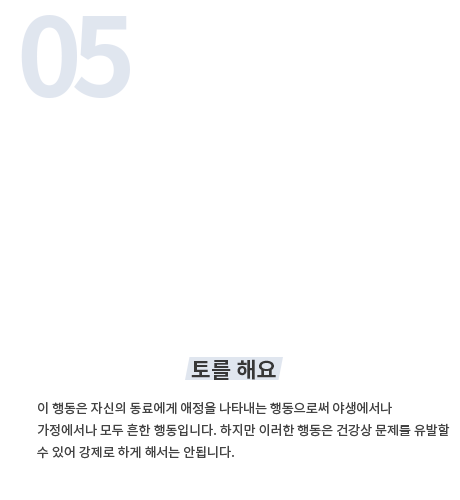 05
토를 해요
이 행동은 자신의 동료에게 애정을 나타내는 행동으로써 야생에서나
가정에서나 모두 흔한 행동입니다. 하지만 이러한 행동은 건강상 문제를 유발할
수 있어 강제로 하게 해서는 안됩니다.